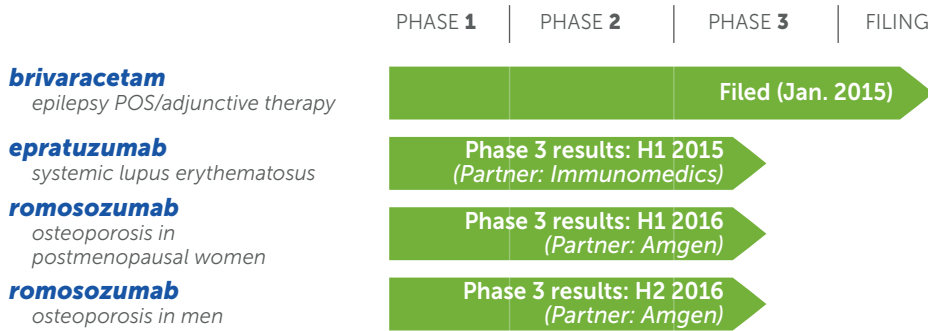 PHASE 1 PHASE 2 PHASE 3 FILING
brivaracetam
epilepsy POS/adjunctive therapy
Filed (Jan. 2015)
epratuzumab
systemic lupus erythematosus
Phase 3 results: H1 2015
(Partner: Immunomedics)
romosozumab
osteoporosis in
postmenopausal women
Phase 3 results: H1 2016
(Partner: Amgen)
romosozumab
osteoporosis in men
Phase 3 results: H2 2016
(Partner: Amgen)